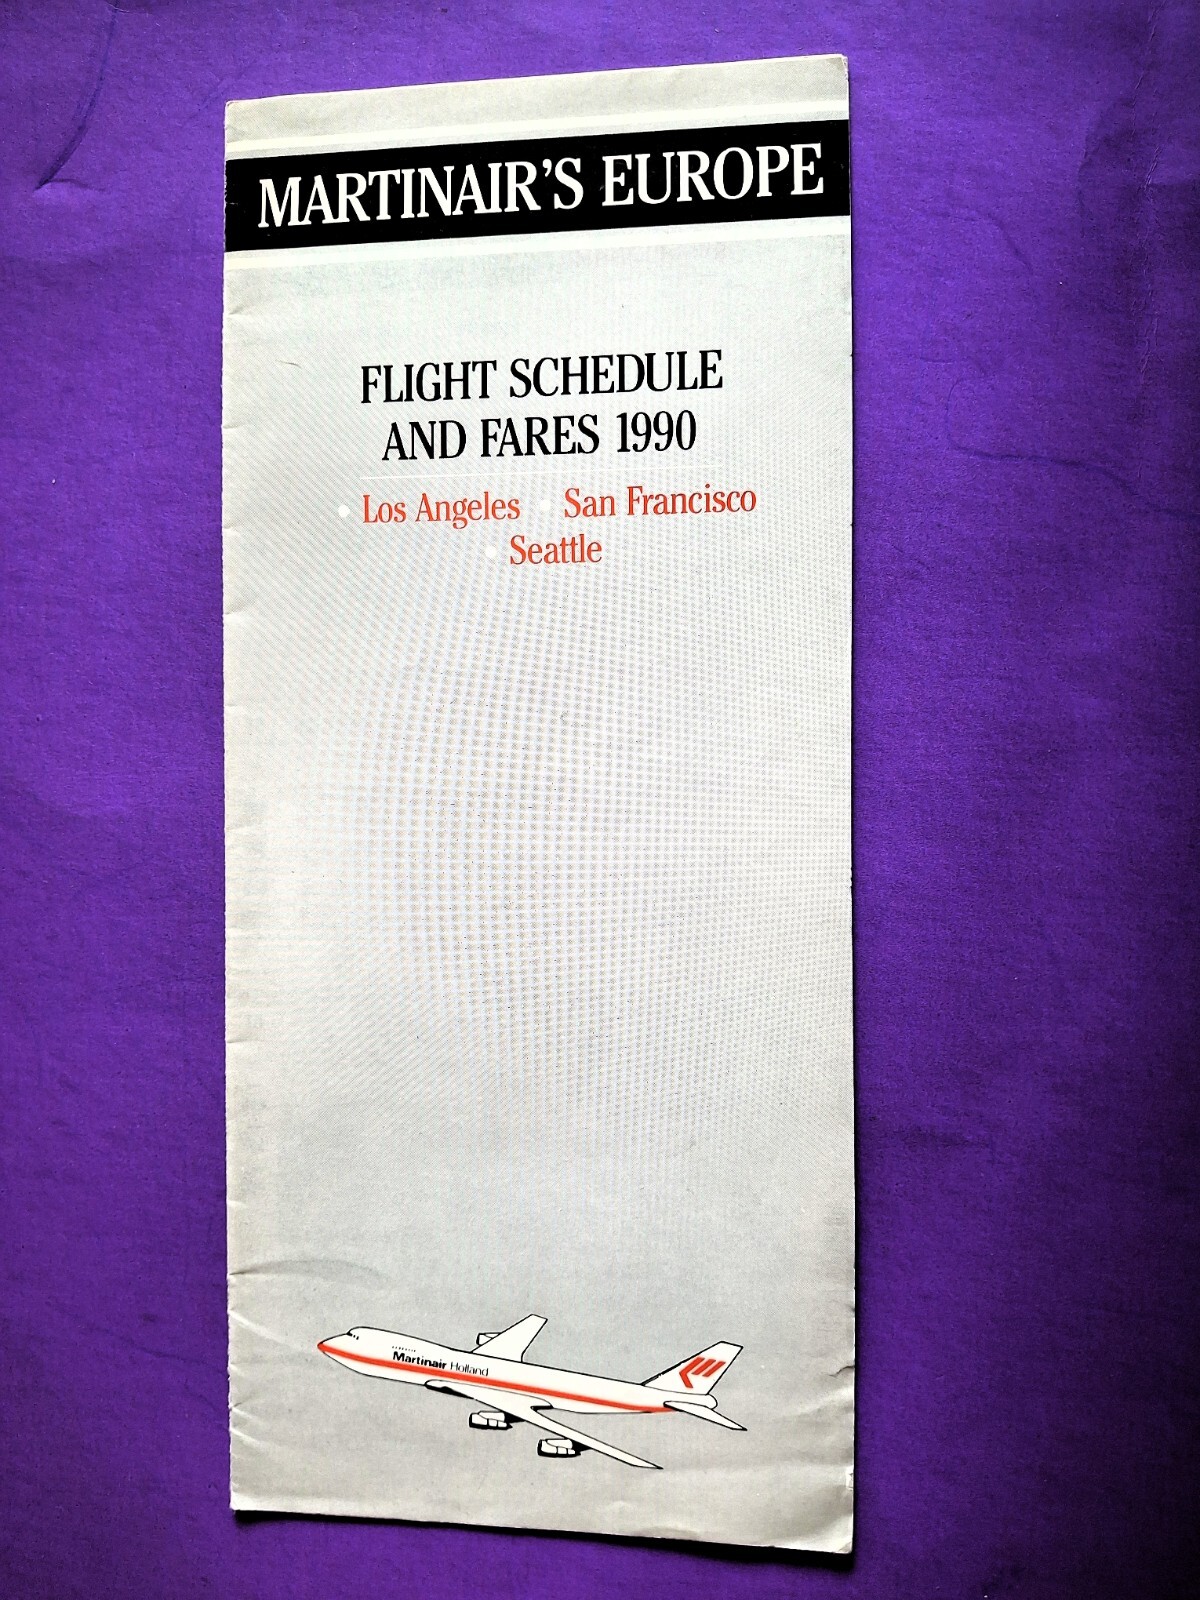 MARTINAIR'S EUROPE
FLIGHT SCHEDULE
AND FARES 1990
• Los Angeles • San Francisco
• Seattle
Martinair Holland